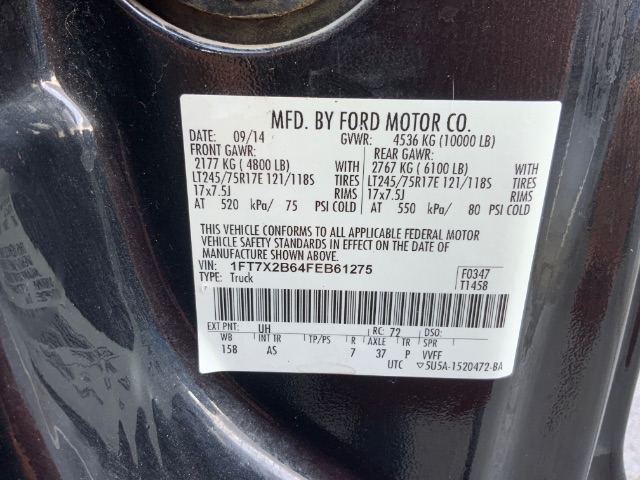 MFD. BY FORD MOTOR CO.
DATE: 09/14 GVWR: 4536 KG (10000 LB)
FRONT GAWR: REAR GAWR:
2177 KG ( 4800 LB) WITH 2767 KG ( 6100 LB) WITH
LT245/75R17E 121/118S TIRES LT245/75R17E 121/118S TIRES
17x7.5J RIMS 17x7.5J RIMS
AT 520 kPa/ 75 PSI COLD AT 550 kPa/ 80 PSI COLD
THIS VEHICLE CONFORMS TO ALL APPLICABLE FEDERAL MOTOR
VEHICLE SAFETY STANDARDS IN EFFECT ON THE DATE OF
MANUFACTURE SHOWN ABOVE.
VIN: 1FT7X2B64FEB61275 F0347
TYPE: Truck T1458
EXT PNT: UH RC: 72 DSO:
WB INT TR TP/PS R AXLE TR SPR
158 AS 7 37 P VVFF
UTC ▽5U5A-1520472-BA